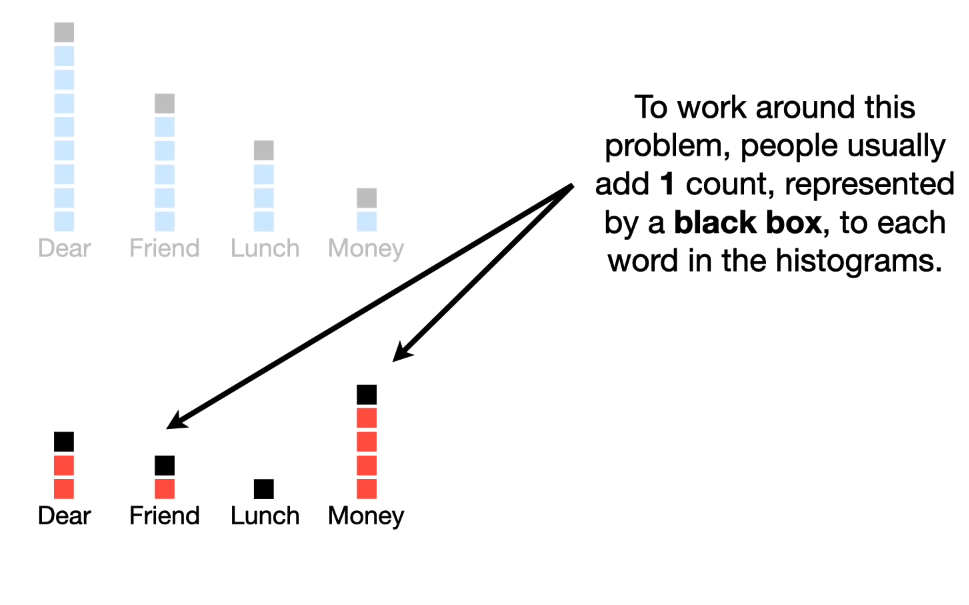 To work around this
problem, people usually
add 1 count, represented
by a black box, to each
word in the histograms.
Dear Friend Lunch Money
Dear Friend Lunch Money